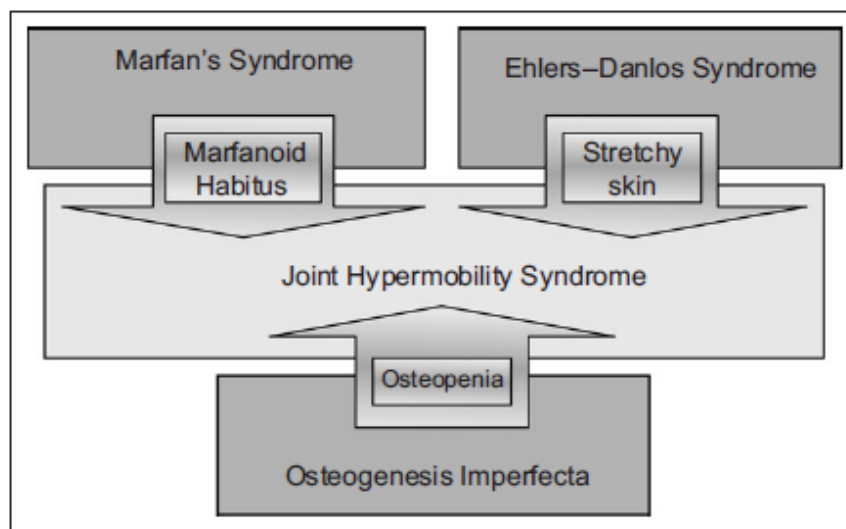 Marfan's Syndrome
Marfanoid
Habitus
Ehlers–Danlos Syndrome
Stretchy
skin
Joint Hypermobility Syndrome
Osteopenia
Osteogenesis Imperfecta